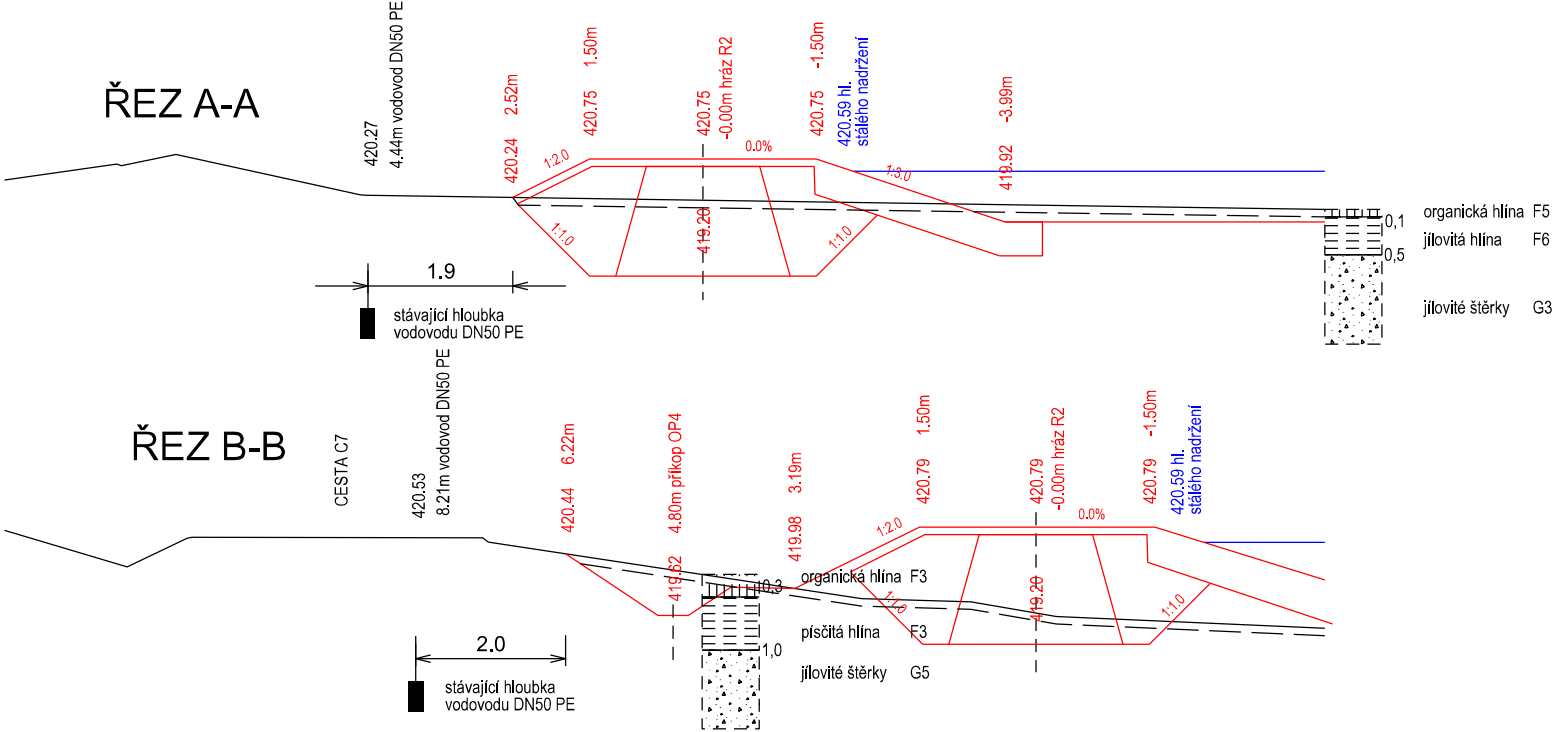 ŘEZ A-A
420.27
4.44m vodovod DN50 PE
420.24 2.52m
420.75 1.50m
420.75
-0.00m hráz R2
420.75 -1.50m
420.59 hl.
stálého nadržení
419.92 -3.99m
1:2.0
0.0%
1:3.0
419.20
1:1.0
1:1.0
1.9
stávající hloubka
vodovodu DN50 PE
organická hlína F5
0,1
jílovitá hlína F6
0,5
jílovité štěrky G3
ŘEZ B-B
CESTA C7
420.53
8.21m vodovod DN50 PE
420.44 6.22m
419.62 4.80m příkop OP4
419.98 3.19m
420.79 1.50m
420.79
-0.00m hráz R2
420.79 -1.50m
420.59 hl.
stálého nadržení
1:2.0
0.0%
419.20
1:1.0
1:1.0
0,3
organická hlína F3
písčitá hlína F3
1,0
jílovité štěrky G5
2.0
stávající hloubka
vodovodu DN50 PE